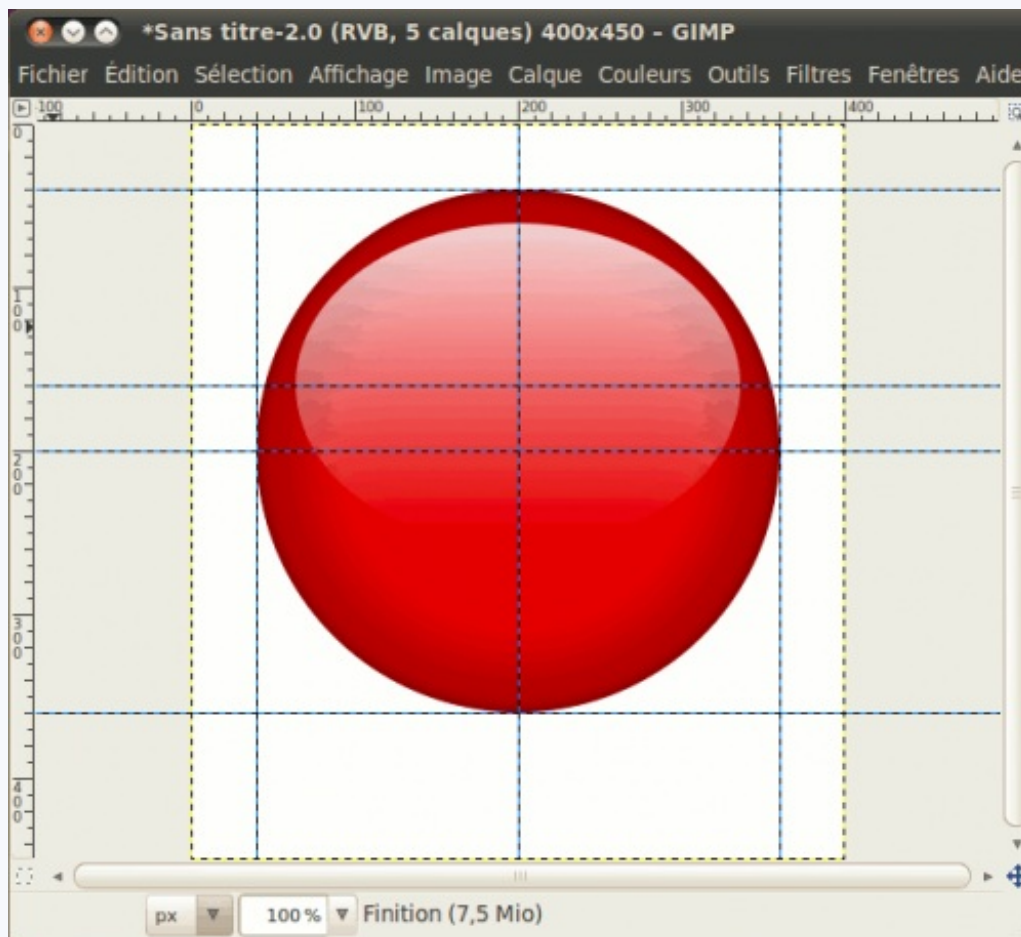 *Sans titre-2.0 (RVB, 5 calques) 400x450 – GIMP
Fichier Édition Sélection Affichage Image Calque Couleurs Outils Filtres Fenêtres Aide
-100 0 100 200 300 400
0
100
200
300
400
px 100 % Finition (7,5 Mio)